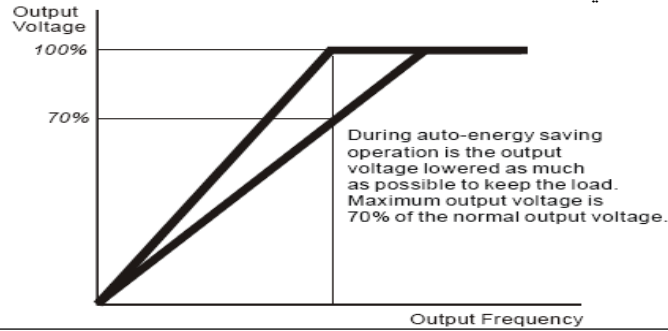 Output
Voltage
100%
70%
During auto-energy saving
operation is the output
voltage lowered as much
as possible to keep the load.
Maximum output voltage is
70% of the normal output voltage.
Output Frequency